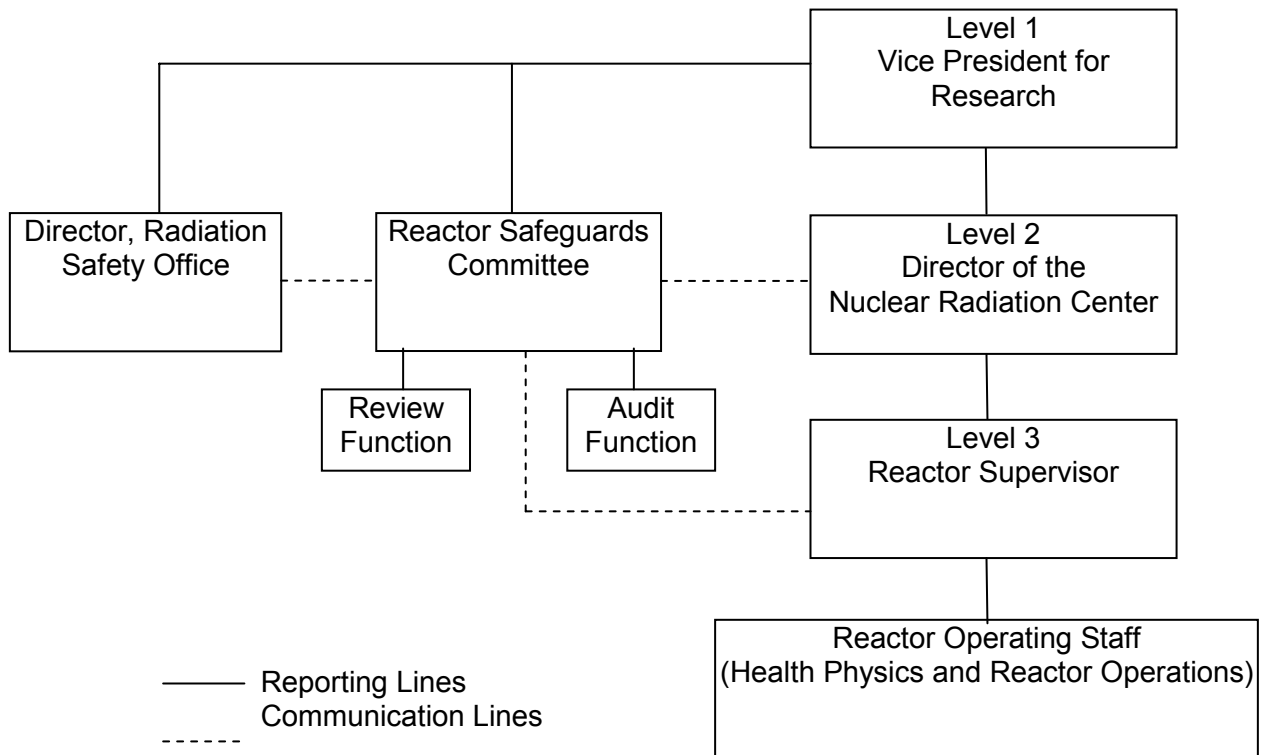 Level 1
Vice President for
Research
Director, Radiation
Safety Office
Reactor Safeguards
Committee
Level 2
Director of the
Nuclear Radiation Center
Review
Function
Audit
Function
Level 3
Reactor Supervisor
Reactor Operating Staff
(Health Physics and Reactor Operations)
Reporting Lines
Communication Lines